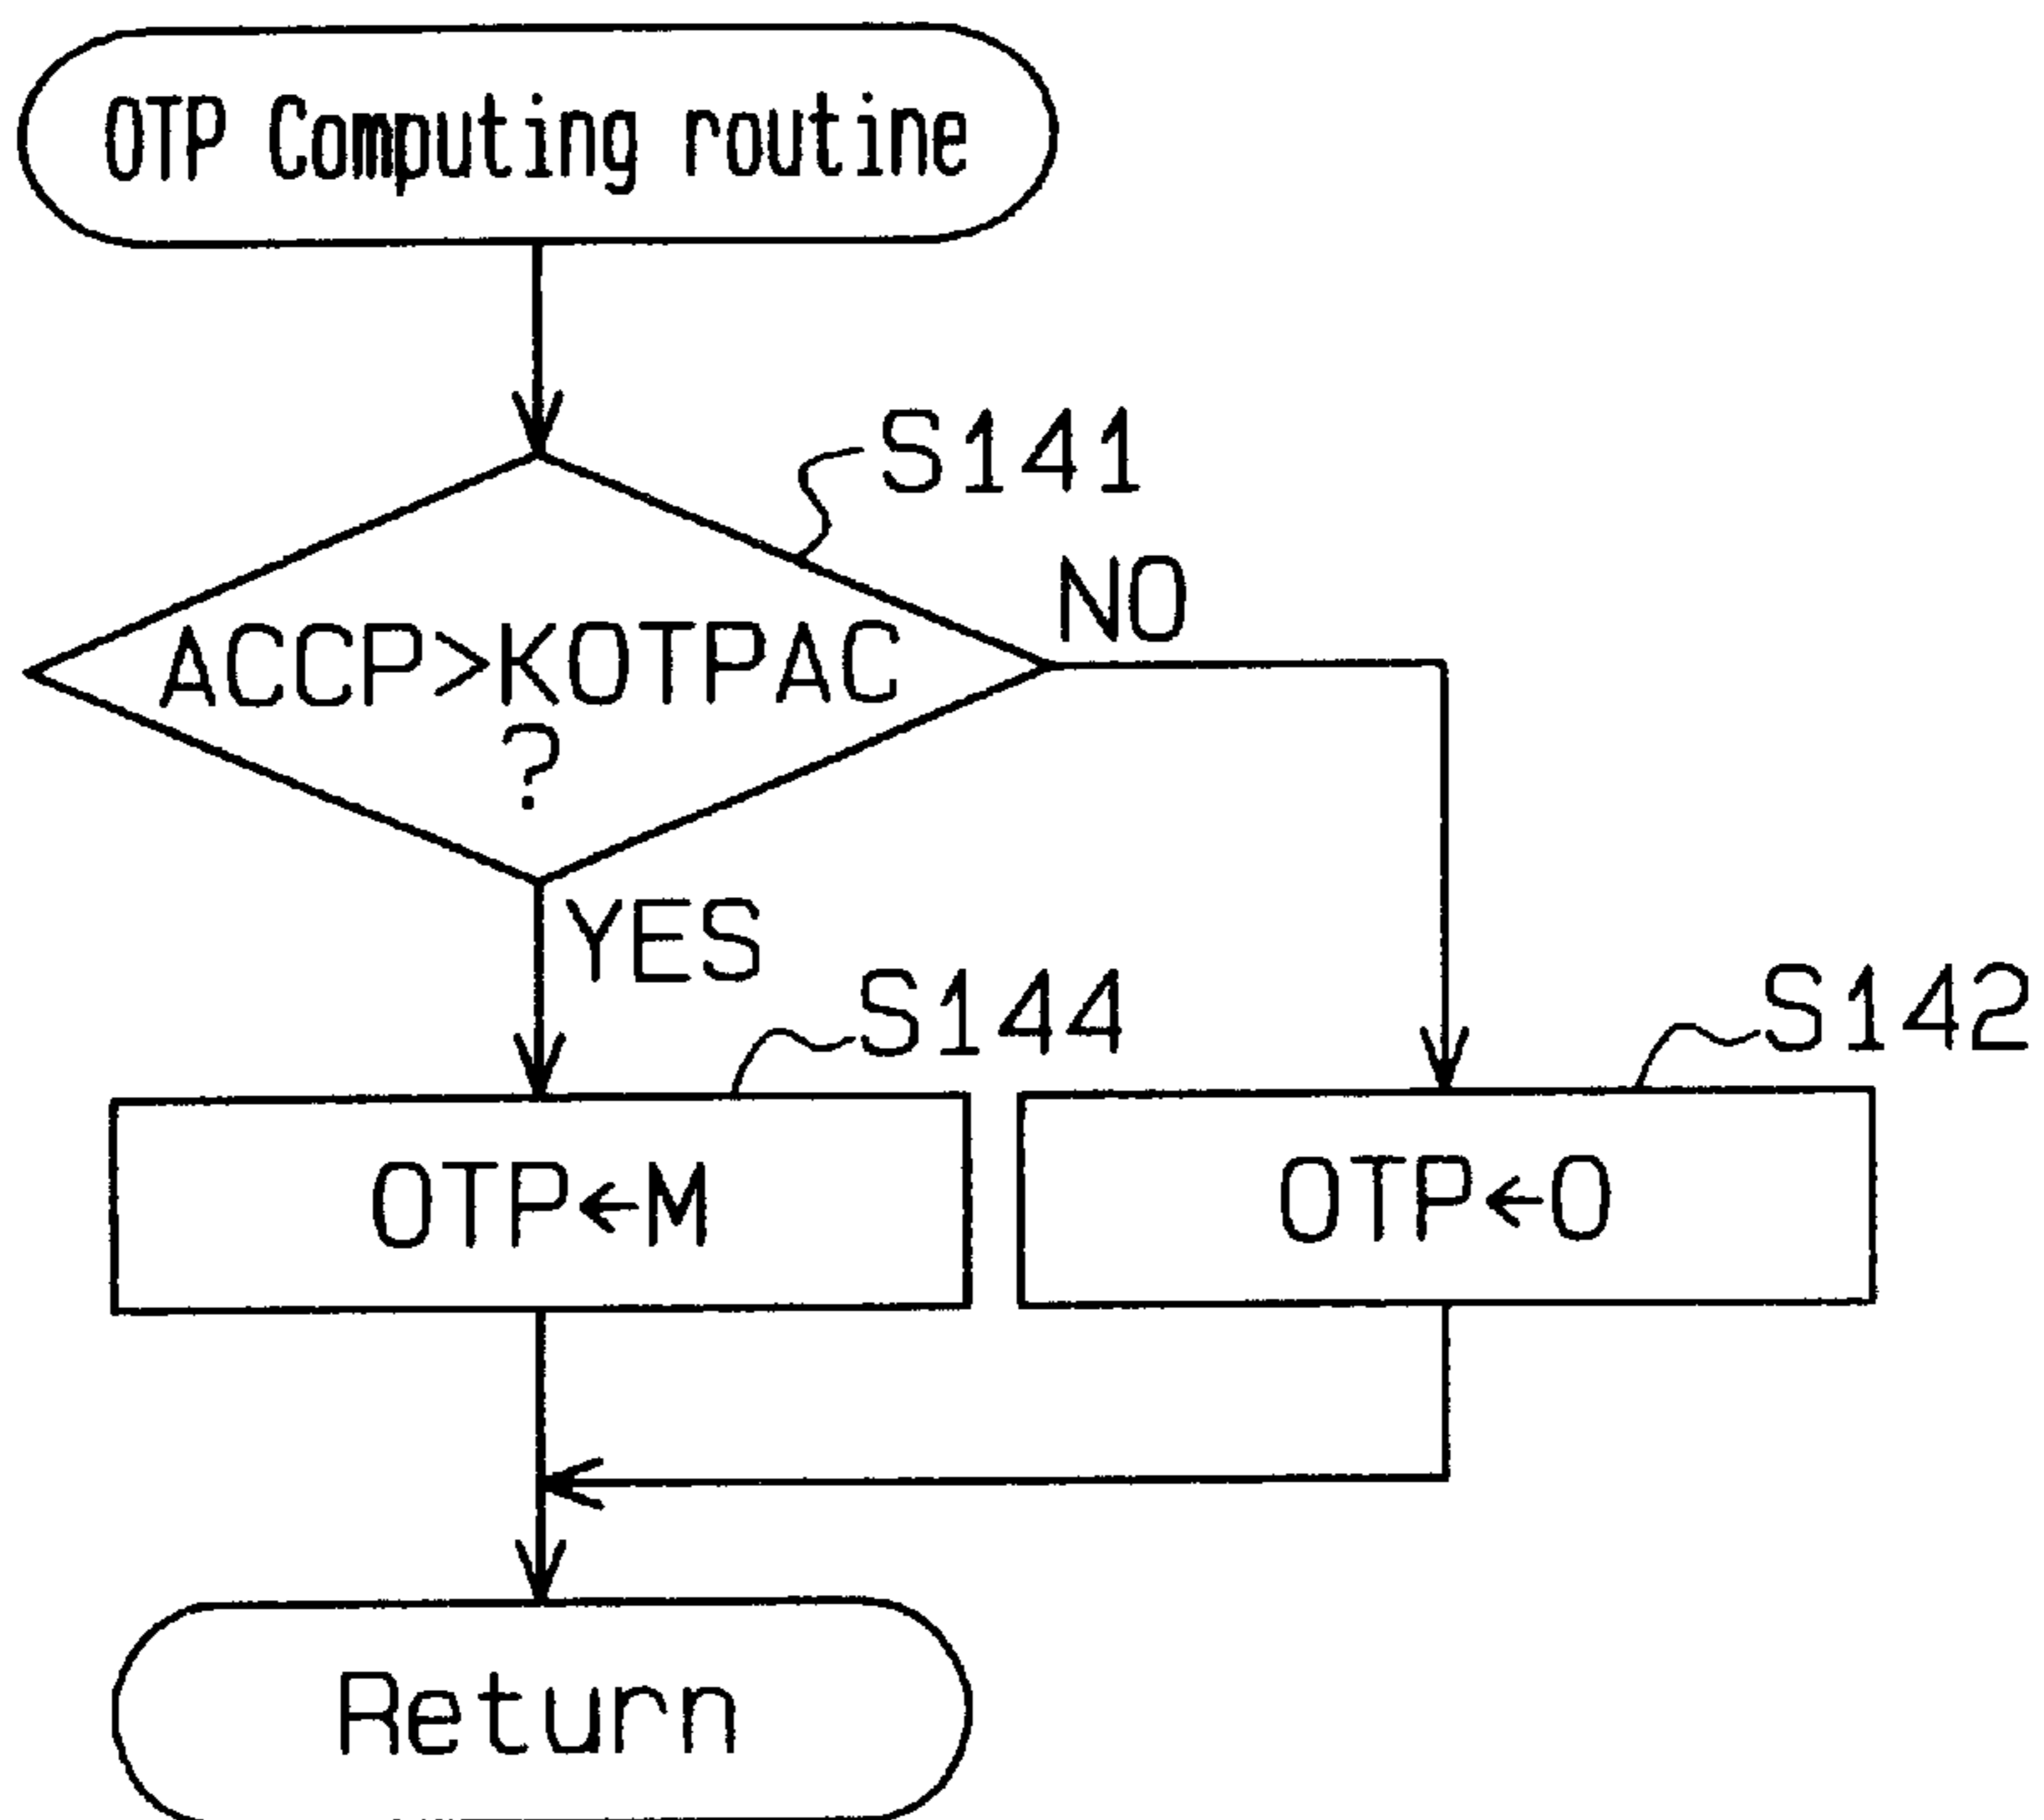 OTP Computing routine
S141
ACCP>KOTPAC
?
NO
YES
S144
S142
OTP←M
OTP←0
Return